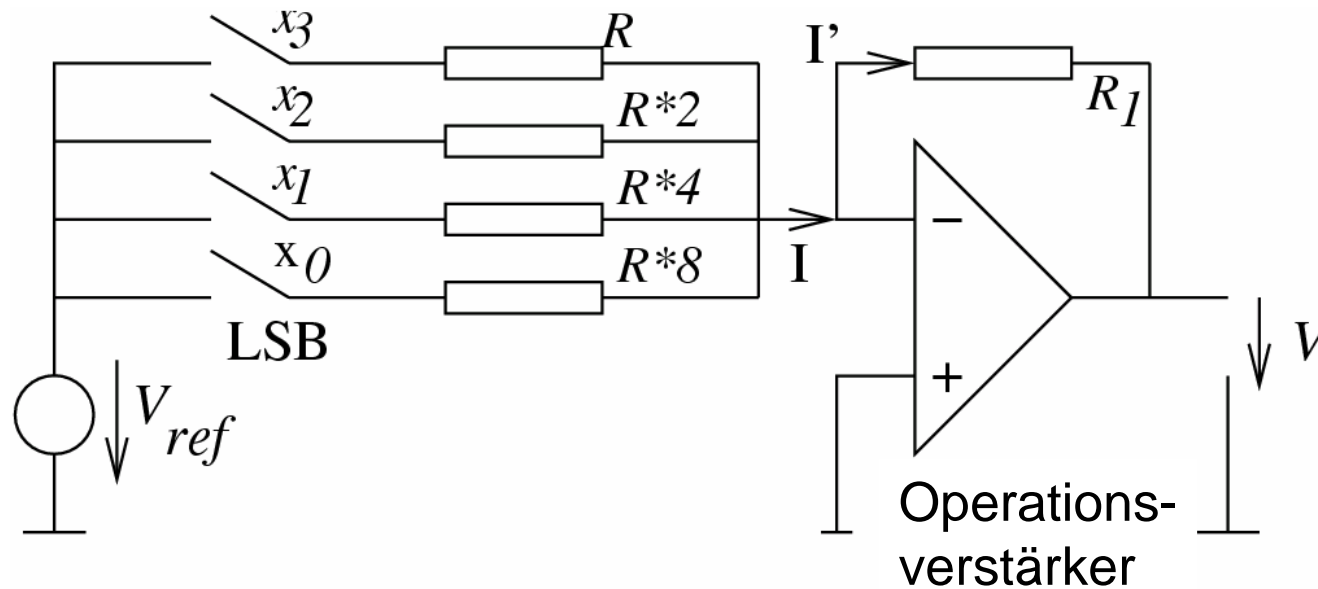 x3
R
I’
x2
R*2
R1
x1
R*4
−
x0
R*8
I
LSB
V
+
Vref
Operations-
verstärker